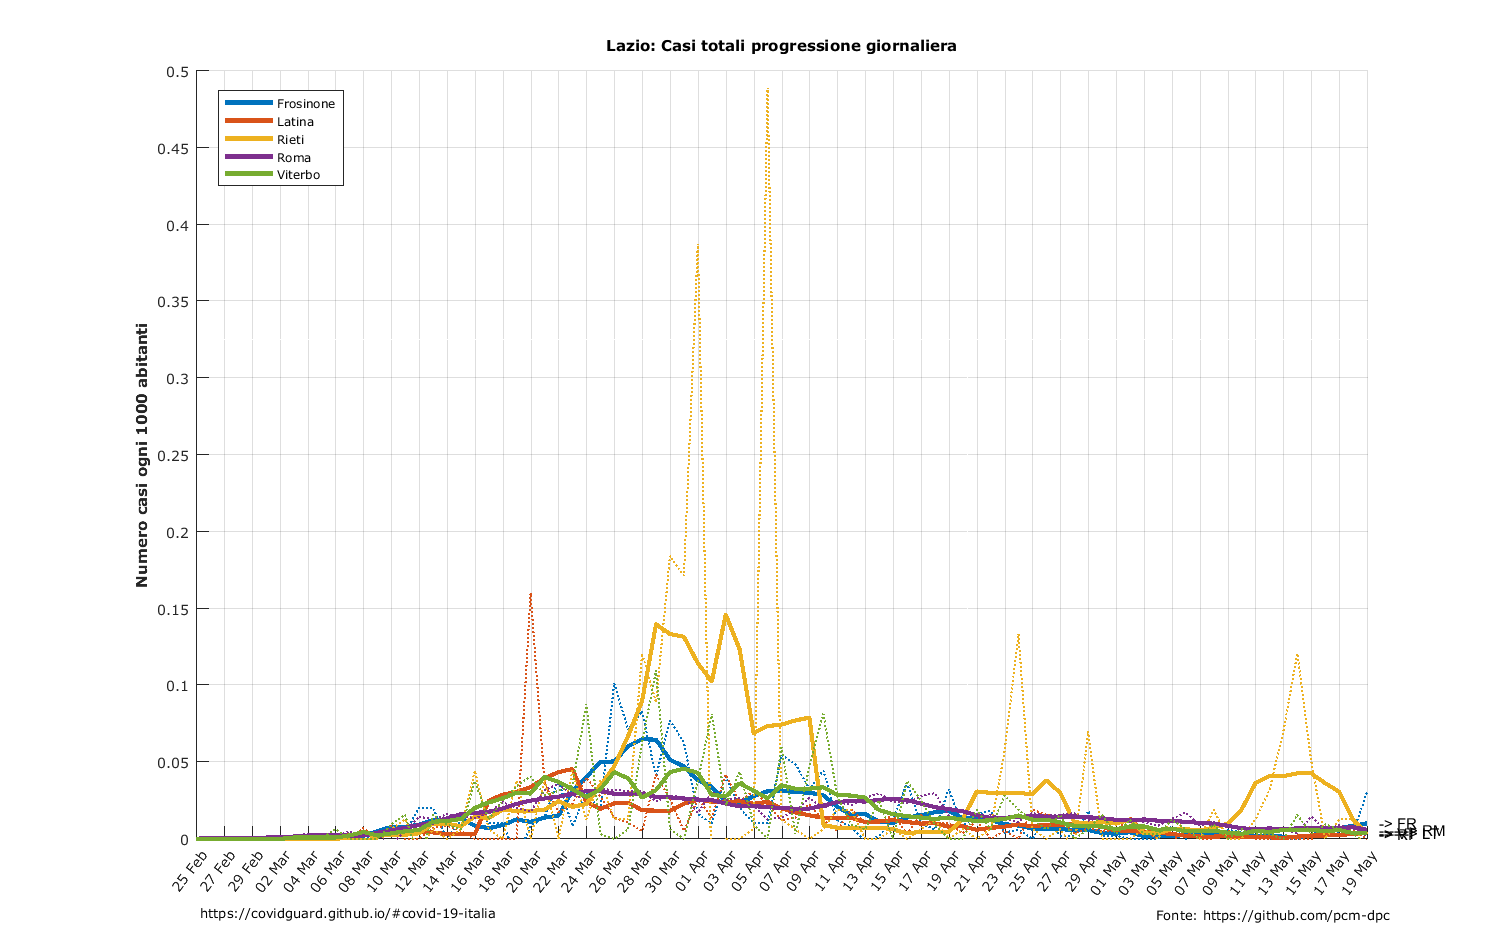 Lazio: Casi totali progressione giornaliera
Numero casi ogni 1000 abitanti
0.5
0.45
0.4
0.35
0.3
0.25
0.2
0.15
0.1
0.05
0
Frosinone
Latina
Rieti
Roma
Viterbo
25 Feb
27 Feb
29 Feb
02 Mar
04 Mar
06 Mar
08 Mar
10 Mar
12 Mar
14 Mar
16 Mar
18 Mar
20 Mar
22 Mar
24 Mar
26 Mar
28 Mar
30 Mar
01 Apr
03 Apr
05 Apr
07 Apr
09 Apr
11 Apr
13 Apr
15 Apr
17 Apr
19 Apr
21 Apr
23 Apr
25 Apr
27 Apr
29 Apr
01 May
03 May
05 May
07 May
09 May
11 May
13 May
15 May
17 May
19 May
-> FR
RM
LT
https://covidguard.github.io/#covid-19-italia
Fonte: https://github.com/pcm-dpc